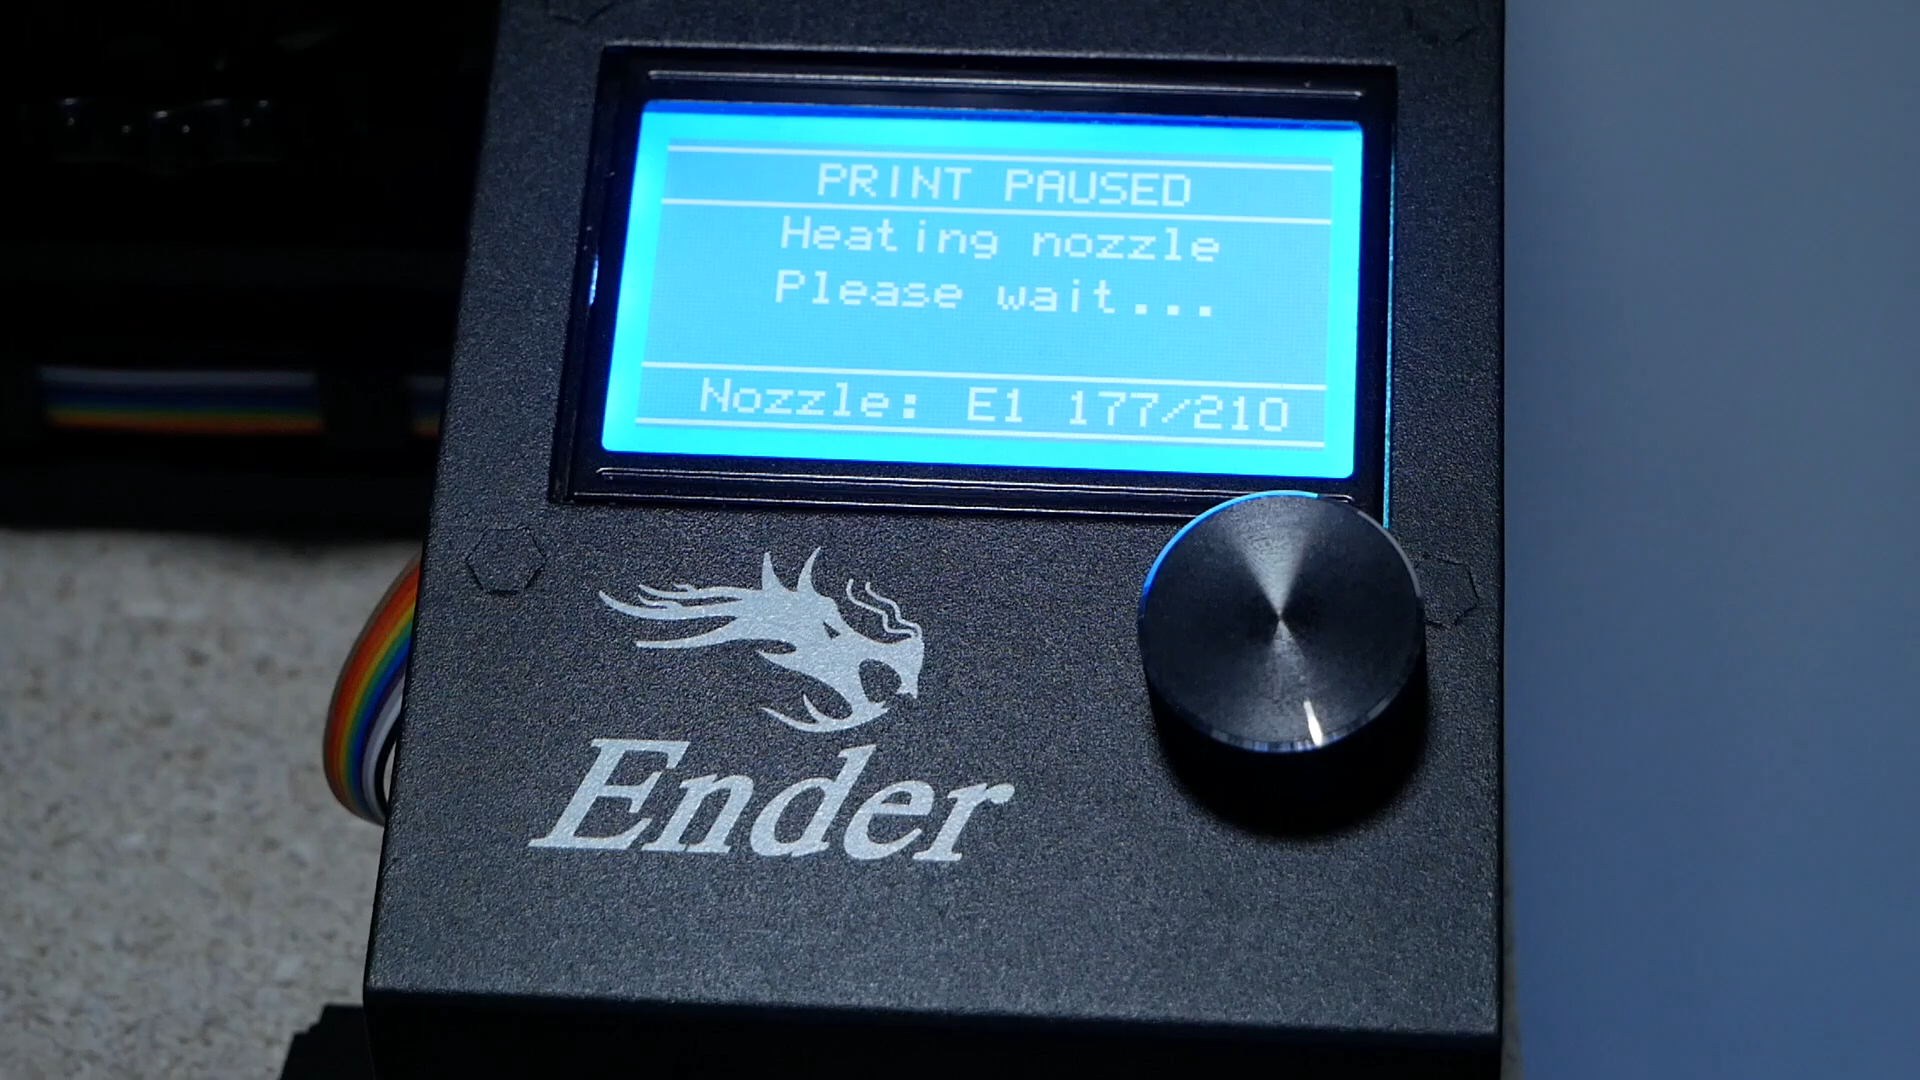 PRINT PAUSED
Heating nozzle
Please wait...
Nozzle: E1 177/210
Ender